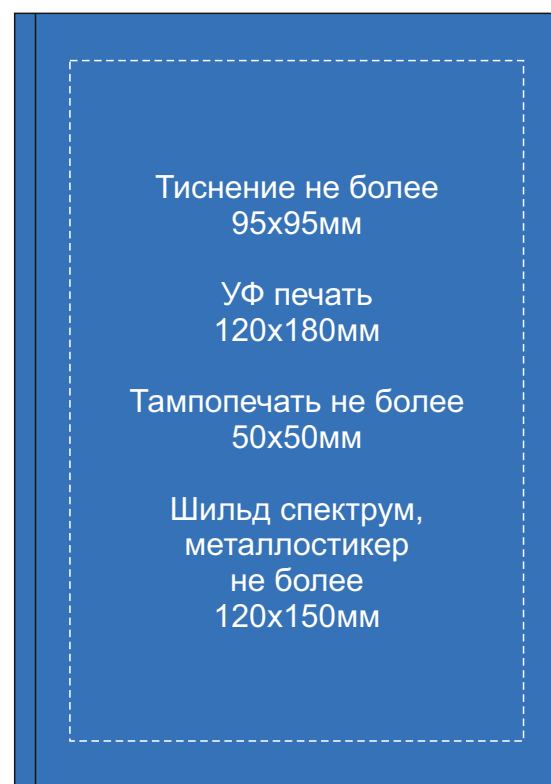 Тиснение не более
95х95мм
УФ печать
120х180мм
Тампопечать не более
50х50мм
Шильд спектрум,
металлостикер
не более
120х150мм